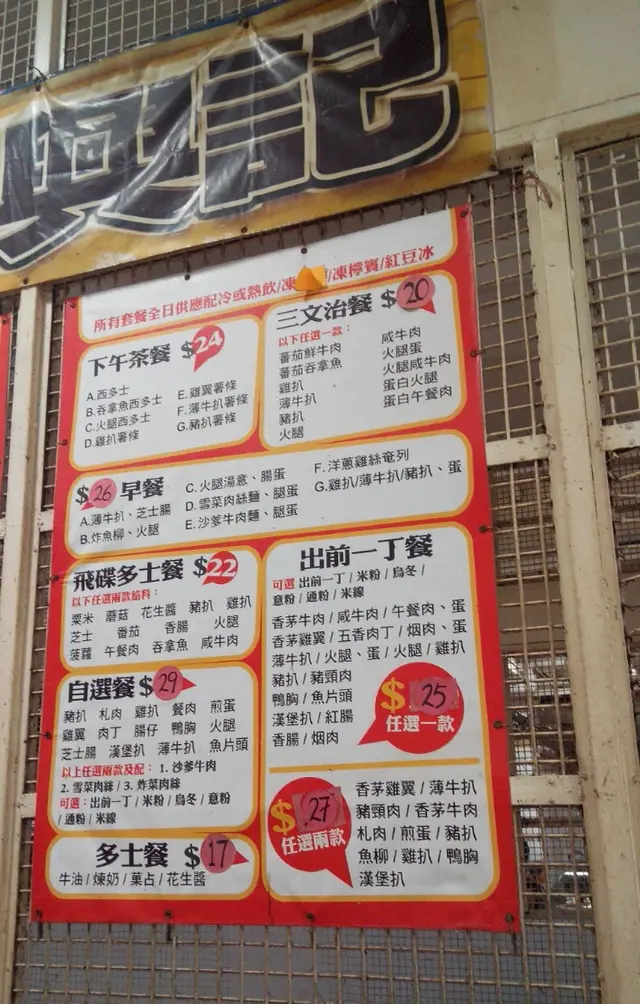 興記
所有套餐全日供應配冷或熱飲/凍 /凍檸賓/紅豆冰
下午茶餐 $24
A.西多士
B.吞拿魚西多士
C.火腿西多士
D.雞扒薯條
E.雞翼薯條
F.薄牛扒薯條
G.豬扒薯條
三文治餐 $20
以下任選一款：
蕃茄鮮牛肉
蕃茄吞拿魚
雞扒
薄牛扒
豬扒
火腿
咸牛肉
火腿蛋
火腿咸牛肉
蛋白火腿
蛋白午餐肉
$26 早餐
A.薄牛扒、芝士腸
B.炸魚柳、火腿
C.火腿湯意、腸蛋
D.雪菜肉絲麵、腿蛋
E.沙爹牛肉麵、腿蛋
F.洋蔥雞絲奄列
G.雞扒/薄牛扒/豬扒、蛋
飛碟多士餐 $22
以下任選兩款餡料：
粟米 蘑菇 花生醬 豬扒 雞扒
芝士 番茄 香腸 火腿
菠蘿 午餐肉 吞拿魚 咸牛肉
自選餐 $29
豬扒 札肉 雞扒 餐肉 煎蛋
雞翼 肉丁 腸仔 鴨胸 火腿
芝士腸 漢堡扒 薄牛扒 魚片頭
以上任選兩款及配：1. 沙爹牛肉
2. 雪菜肉絲 / 3. 炸菜肉絲
可選：出前一丁 / 米粉 / 烏冬 / 意粉
/ 通粉 / 米線
多士餐 $17
牛油 / 煉奶 / 菓占 / 花生醬
出前一丁餐
可選 出前一丁 / 米粉 / 烏冬 /
意粉 / 通粉 / 米線
香茅牛肉 / 咸牛肉 / 午餐肉、蛋
香茅雞翼 / 五香肉丁 / 烟肉、蛋
薄牛扒 / 火腿、蛋 / 火腿 / 雞扒
豬扒 / 豬頸肉
鴨胸 / 魚片頭
漢堡扒 / 紅腸
香腸 / 烟肉
$25
任選一款
$27
任選兩款
香茅雞翼 / 薄牛扒
豬頸肉 / 香茅牛肉
札肉 / 煎蛋 / 豬扒
魚柳 / 雞扒 / 鴨胸
漢堡扒